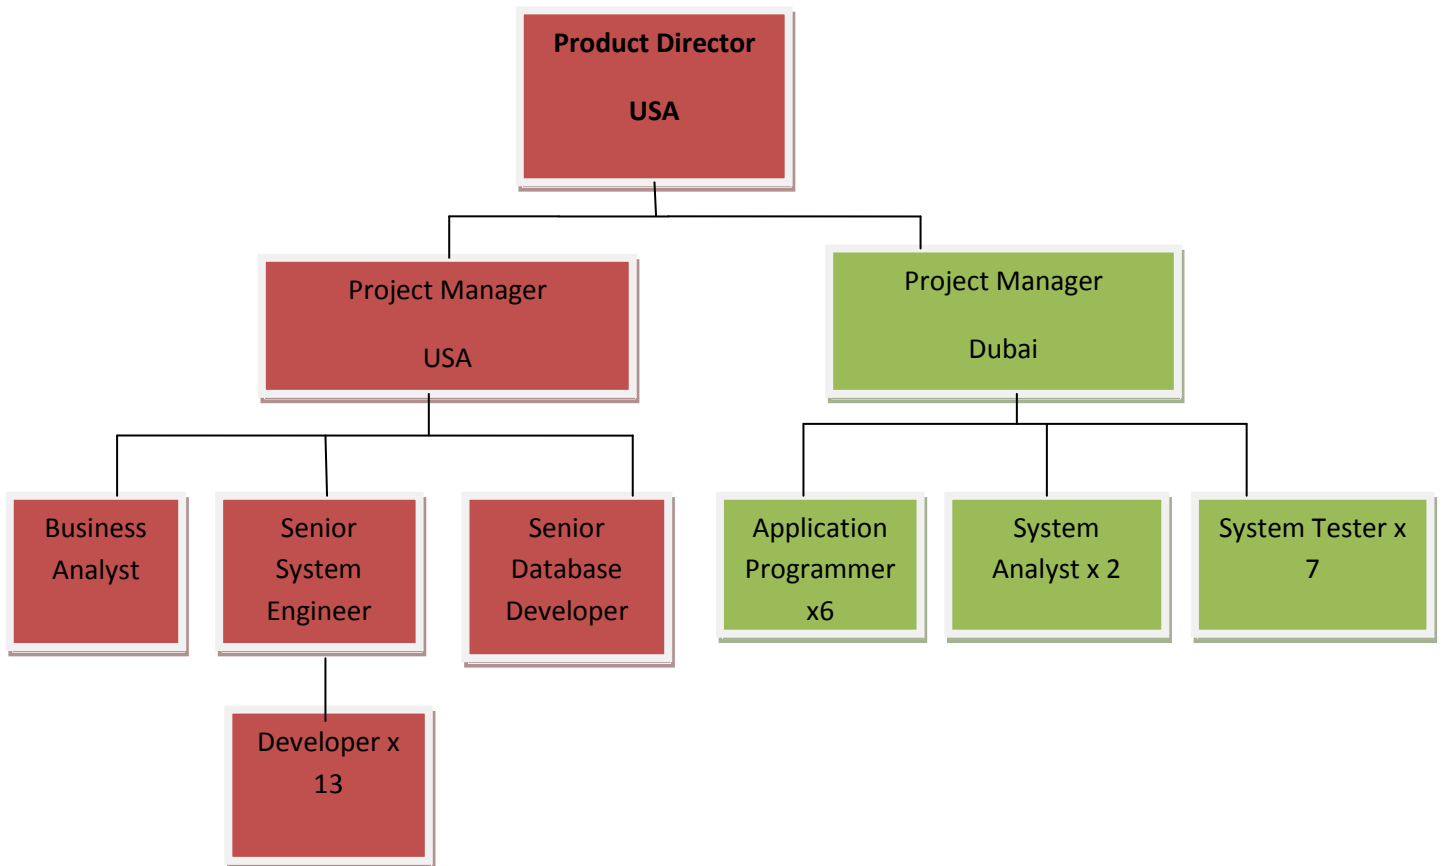 Product Director
USA
Project Manager
USA
Project Manager
Dubai
Business
Analyst
Senior
System
Engineer
Senior
Database
Developer
Application
Programmer
x6
System
Analyst x 2
System Tester x
7
Developer x
13